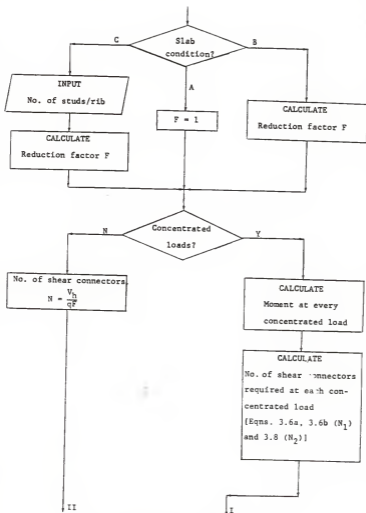 Slab
condition?
C
B
A
INPUT
No. of studs/rib
F = 1
CALCULATE
Reduction factor F
CALCULATE
Reduction factor F
Concentrated
loads?
N
Y
No. of shear connectors
N = V_h / qF
CALCULATE
Moment at every
concentrated load
CALCULATE
No. of shear connectors
required at each con-
centrated load
[Eqns. 3.6a, 3.6b (N₁)
and 3.8 (N₂)]
II
I